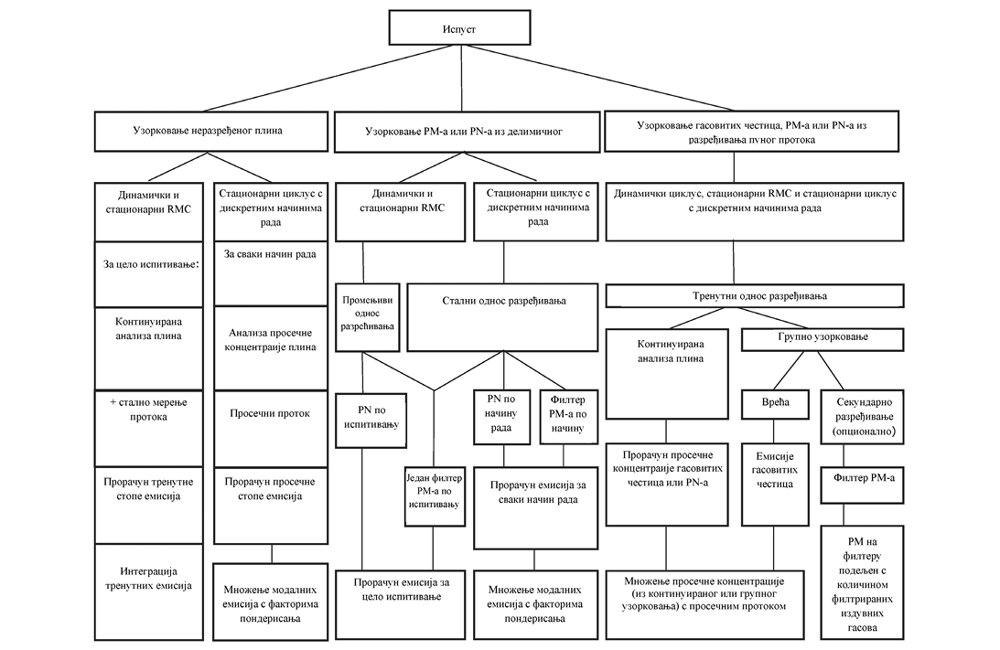 Испуст
Узорковање неразређеног плина
Узорковање PM-а или PN-а из делимичног
Узорковање гасовитих честица, PM-а или PN-а из
разређивања пуног протока
Динамички и
стационарни RMC
Стационарни циклус с
дискретним начинима
рада
Динамички и
стационарни RMC
Стационарни циклус с
дискретним начинима
рада
Динамички циклус, стационарни RMC и стационарни циклус
с дискретним начинима рада
За цело испитивање:
За сваки начин рада
Промењиви
однос
разређивања
Стални однос разређивања
Тренутни однос разређивања
Континуирана
анализа плина
Анализа просечне
концентраије плина
Континуирана
анализа плина
Групно узорковање
+ стално мерење
протока
Просечни проток
PN по
испитивању
PN по
начину
рада
Филтер
PM-а по
начину
Врећа
Секундарно
разређивање
(опционално)
Прорачун тренутне
стопе емисија
Прорачун просечне
стопе емисија
Један филтер
PM-а по
испитивању
Прорачун емисија за
сваки начин рада
Прорачун просечне
концентраије гасовитих
честица или PN-а
Емисије
гасовитих
честица
Филтер PM-а
Интеграција
тренутних емисија
Множење модалних
емисија с факторима
пондерисања
Прорачун емисија за
цело испитивање
Множење модалних
емисија с факторима
пондерисања
Множење просечне концентрације
(из континуираног или групног
узорковања) с просечним протоком
PM на
филтеру
подељен с
количином
филтрираних
издувних
гасова